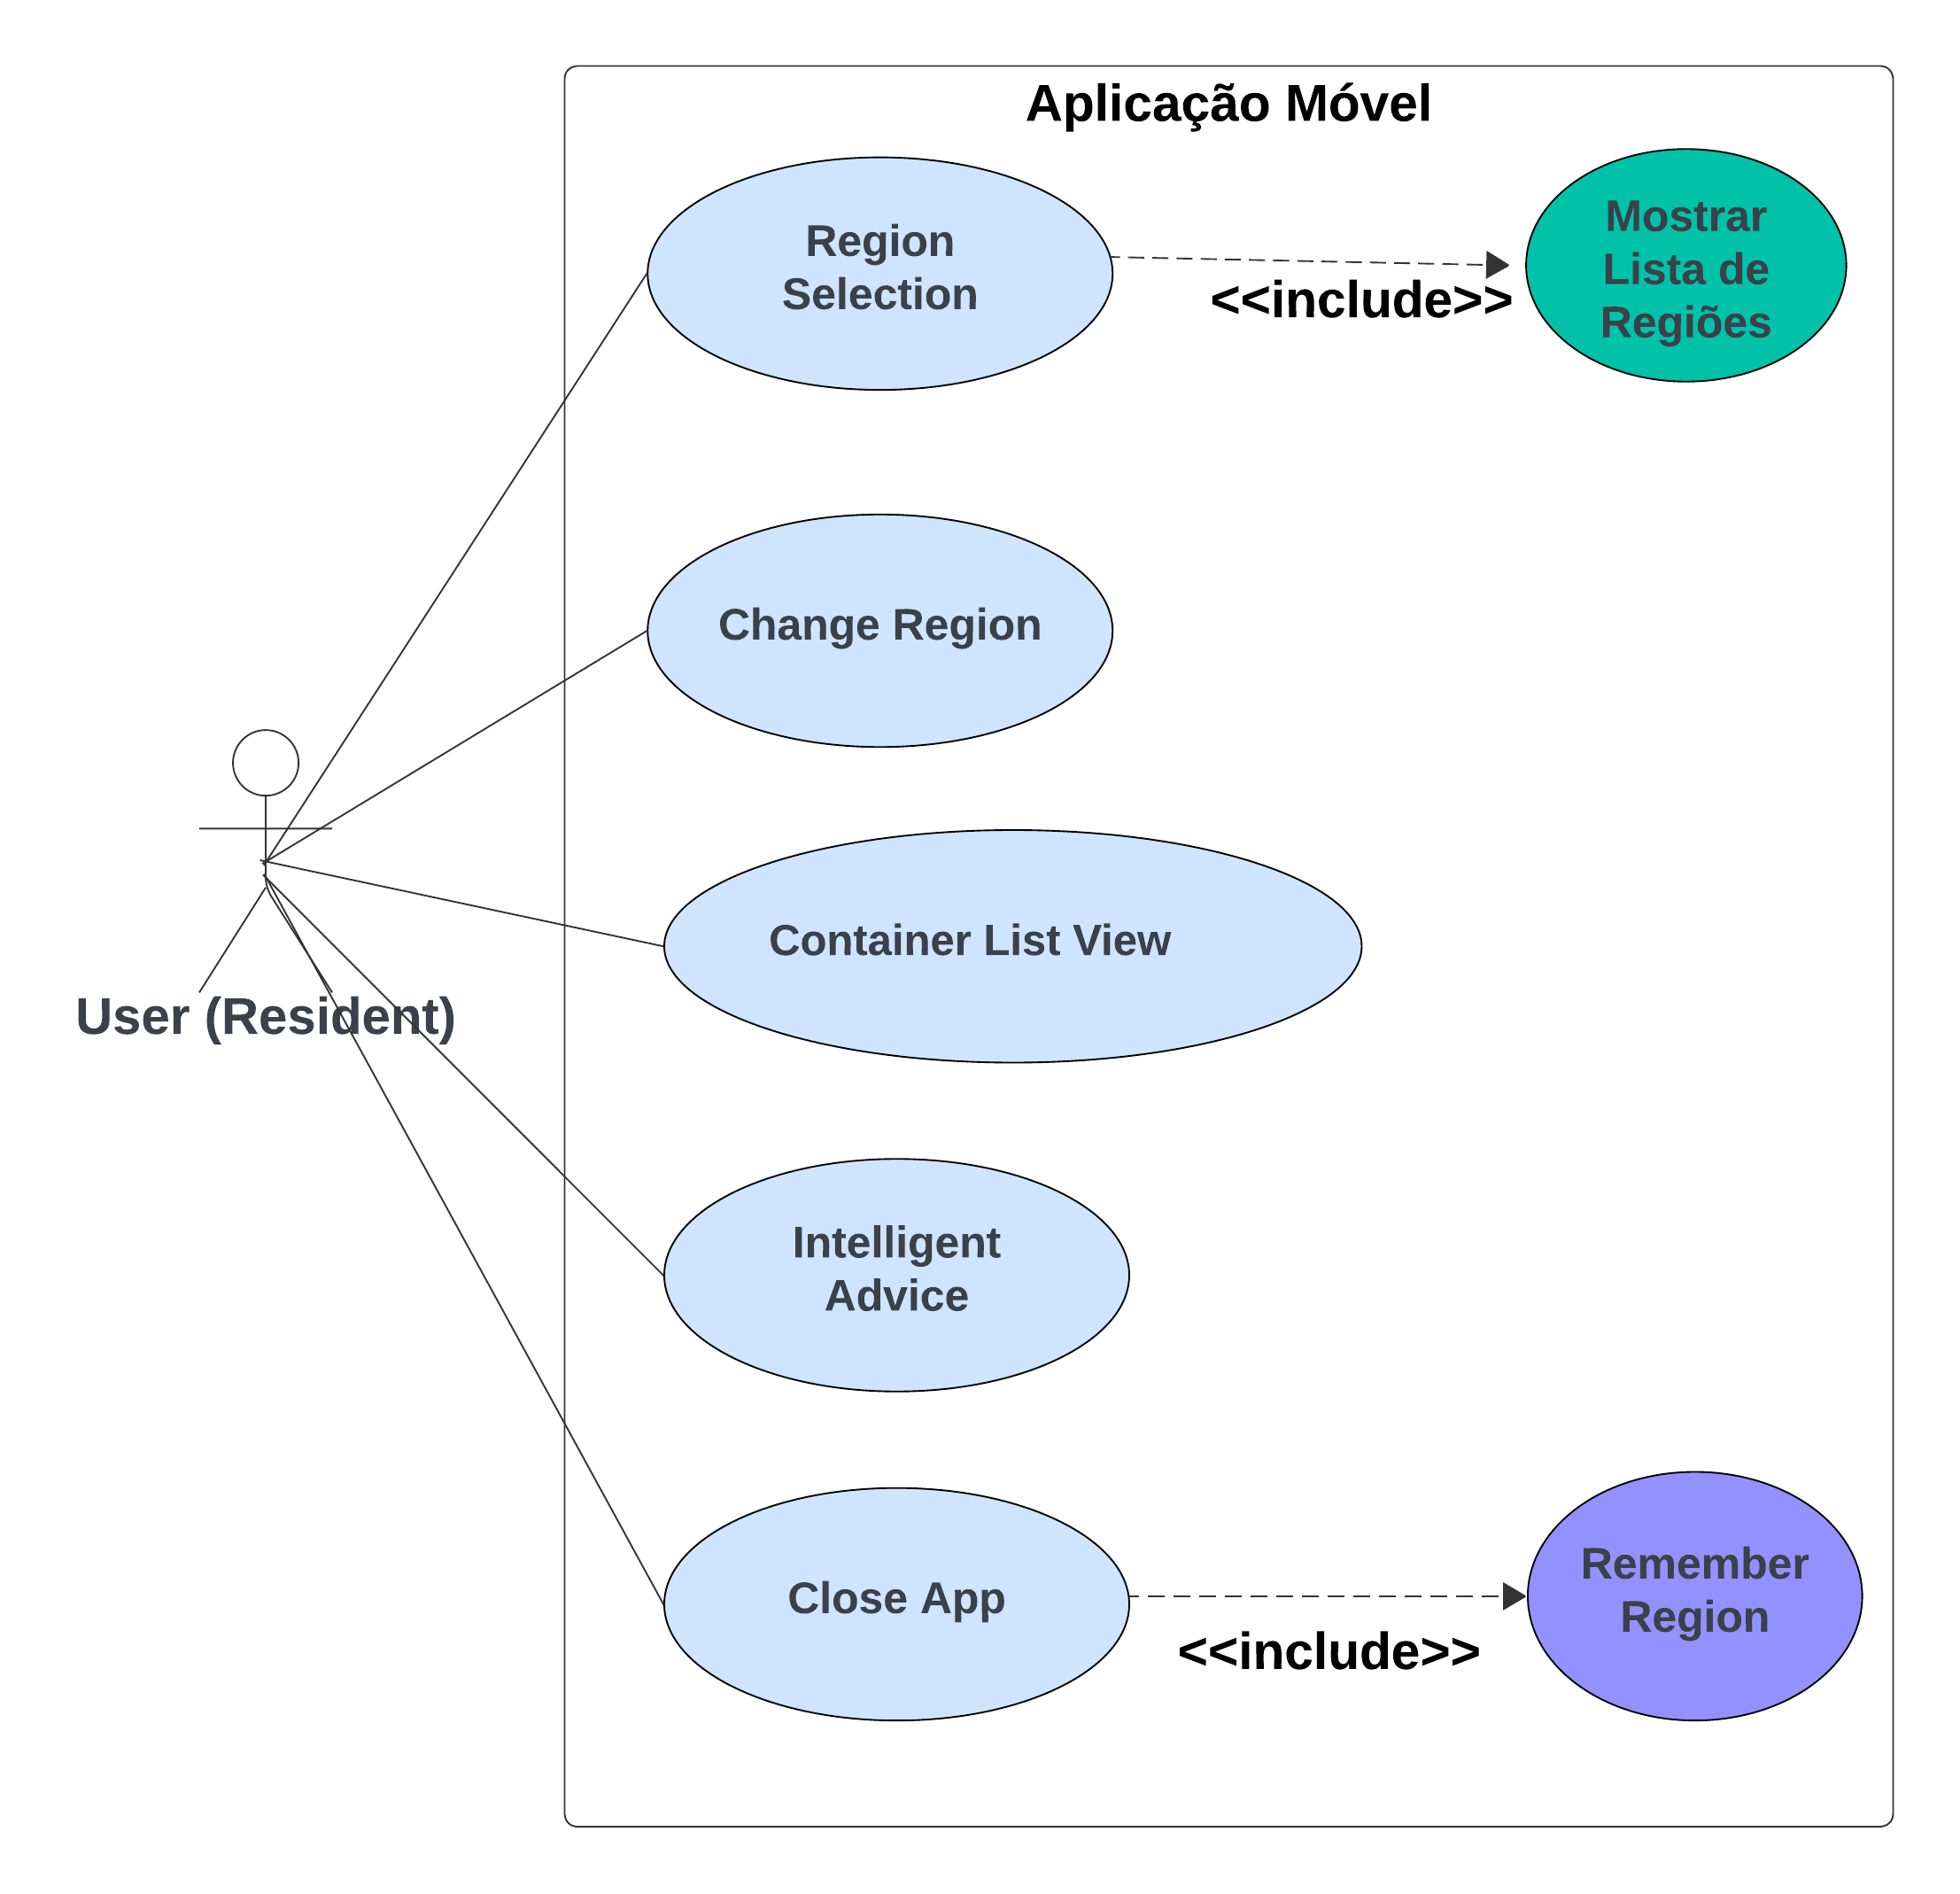 Aplicação Móvel
Region
Selection
<<include>>
Mostrar
Lista de
Regiões
Change Region
Container List View
User (Resident)
Intelligent
Advice
Close App
<<include>>
Remember
Region